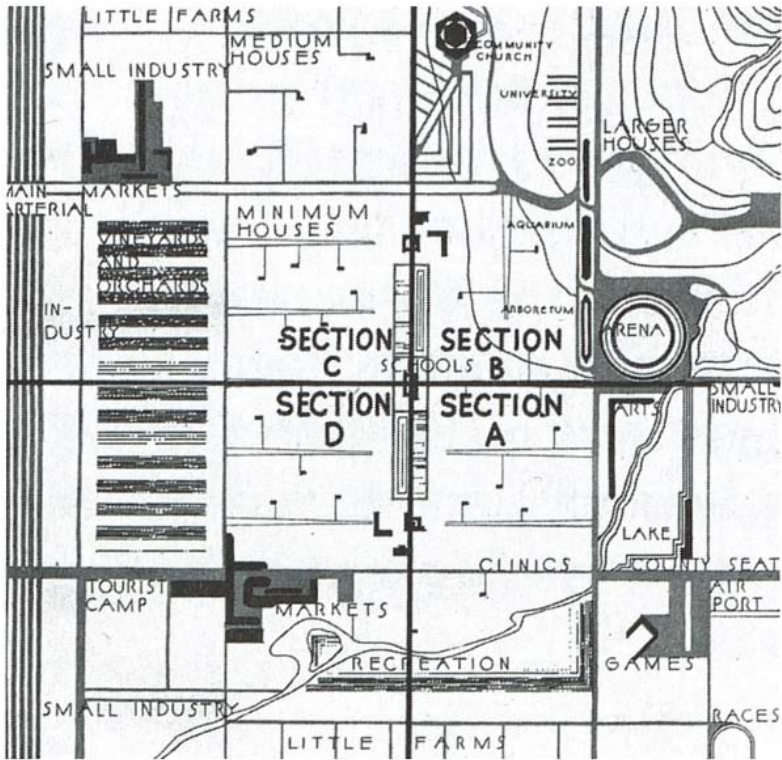 LITTLE FARMS
MEDIUM
HOUSES
COMMUNITY
CHURCH
SMALL INDUSTRY
UNIVERSITY
LARGER
HOUSES
ZOO
MAIN
ARTERIAL
MARKETS
MINIMUM
HOUSES
AQUARIUM
VINEYARDS
AND
ORCHARDS
IN-
DUSTRY
ARBORETUM
ARENA
SECTION
C
SECTION
B
SCHOOLS
SECTION
D
SECTION
A
ARTS
SMALL
INDUSTRY
LAKE
CLINICS
COUNTY SEAT
TOURIST
CAMP
MARKETS
AIR
PORT
RECREATION
GAMES
SMALL INDUSTRY
RACES
LITTLE FARMS